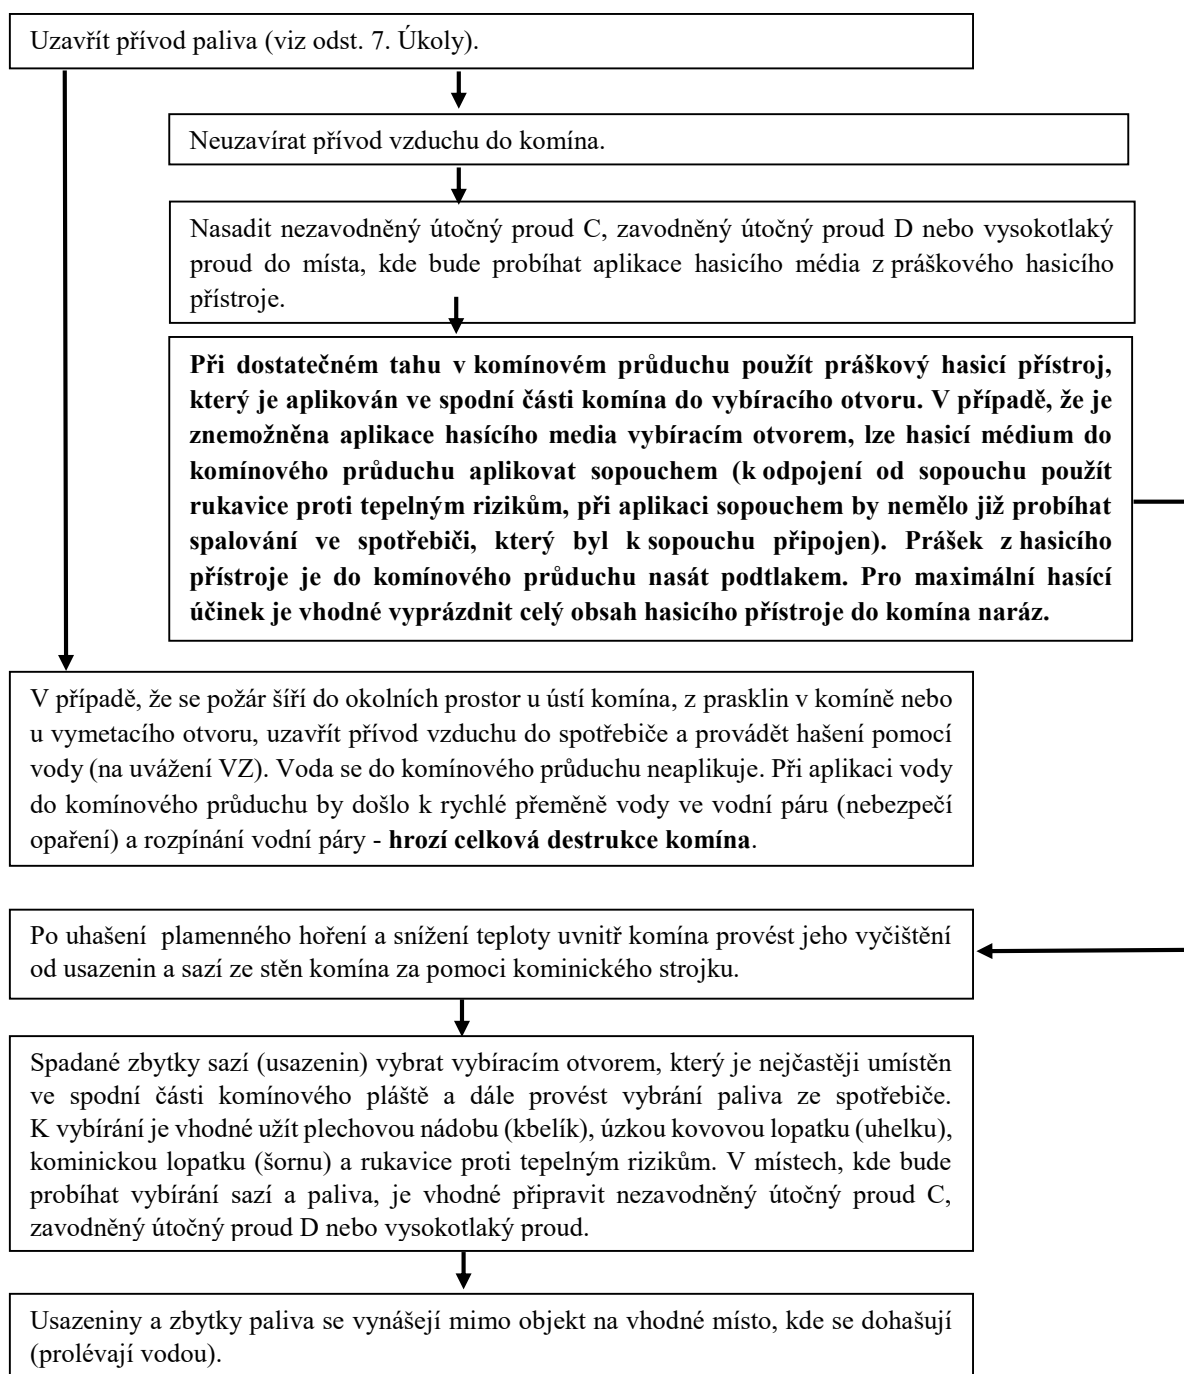 Uzavřít přívod paliva (viz odst. 7. Úkoly).
Neuzavírat přívod vzduchu do komína.
Nasadit nezavodněný útočný proud C, zavodněný útočný proud D nebo vysokotlaký
proud do místa, kde bude probíhat aplikace hasicího média z práškového hasicího
přístroje.
Při dostatečném tahu v komínovém průduchu použít práškový hasicí přístroj,
který je aplikován ve spodní části komína do vybíracího otvoru. V případě, že je
znemožněna aplikace hasícího media vybíracím otvorem, lze hasicí médium do
komínového průduchu aplikovat sopouchem (k odpojení od sopouchu použít
rukavice proti tepelným rizikům, při aplikaci sopouchem by nemělo již probíhat
spalování ve spotřebiči, který byl k sopouchu připojen). Prášek z hasicího
přístroje je do komínového průduchu nasát podtlakem. Pro maximální hasící
účinek je vhodné vyprázdnit celý obsah hasicího přístroje do komína naráz.
V případě, že se požár šíří do okolních prostor u ústí komína, z prasklin v komíně nebo
u vymetacího otvoru, uzavřít přívod vzduchu do spotřebiče a provádět hašení pomocí
vody (na uvážení VZ). Voda se do komínového průduchu neaplikuje. Při aplikaci vody
do komínového průduchu by došlo k rychlé přeměně vody ve vodní páru (nebezpečí
opaření) a rozpínání vodní páry - hrozí celková destrukce komína.
Po uhašení plamenného hoření a snížení teploty uvnitř komína provést jeho vyčištění
od usazenin a sazí ze stěn komína za pomoci kominického strojku.
Spadané zbytky sazí (usazenin) vybrat vybíracím otvorem, který je nejčastěji umístěn
ve spodní části komínového pláště a dále provést vybrání paliva ze spotřebiče.
K vybírání je vhodné užít plechovou nádobu (kbelík), úzkou kovovou lopatku (uhelku),
kominickou lopatku (šornu) a rukavice proti tepelným rizikům. V místech, kde bude
probíhat vybírání sazí a paliva, je vhodné připravit nezavodněný útočný proud C,
zavodněný útočný proud D nebo vysokotlaký proud.
Usazeniny a zbytky paliva se vynášejí mimo objekt na vhodné místo, kde se dohašují
(prolévají vodou).